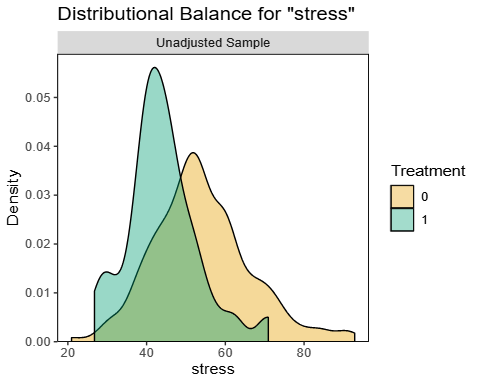 Distributional Balance for "stress"
Unadjusted Sample
0.05
0.04
0.03
0.02
0.01
0.00
Density
20 40 60 80
stress
Treatment
0
1